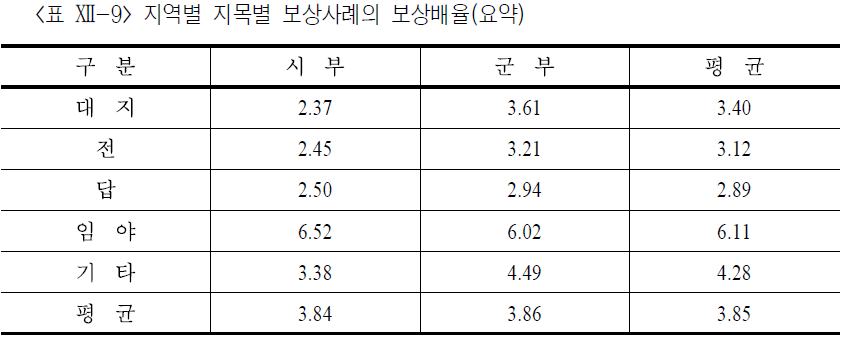 <표 Ⅻ-9> 지역별 지목별 보상사례의 보상배율(요약)
구 분 시 부 군 부 평 균
대 지 2.37 3.61 3.40
전 2.45 3.21 3.12
답 2.50 2.94 2.89
임 야 6.52 6.02 6.11
기 타 3.38 4.49 4.28
평 균 3.84 3.86 3.85